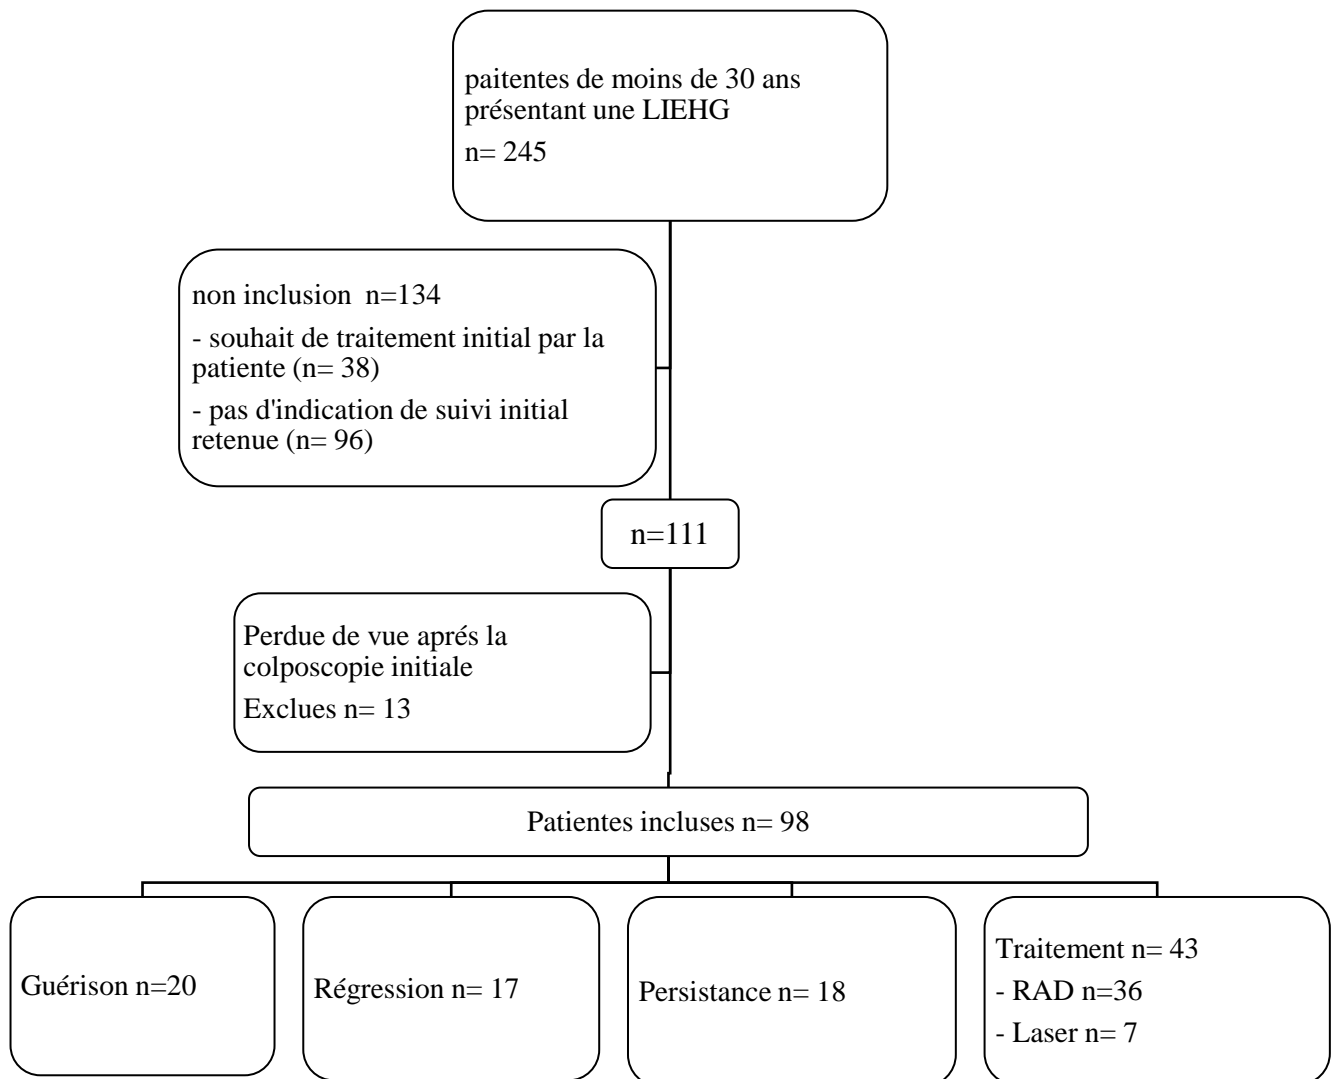 paitentes de moins de 30 ans
présentant une LIEHG
n= 245
non inclusion  n=134
- souhait de traitement initial par la
patiente (n= 38)
- pas d'indication de suivi initial
retenue (n= 96)
n=111
Perdue de vue aprés la
colposcopie initiale
Exclues n= 13
Patientes incluses n= 98
Guérison n=20
Régression n= 17
Persistance n= 18
Traitement n= 43
- RAD n=36
- Laser n= 7